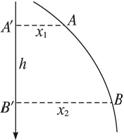 A′ x₁ A
h
B′ x₂ B